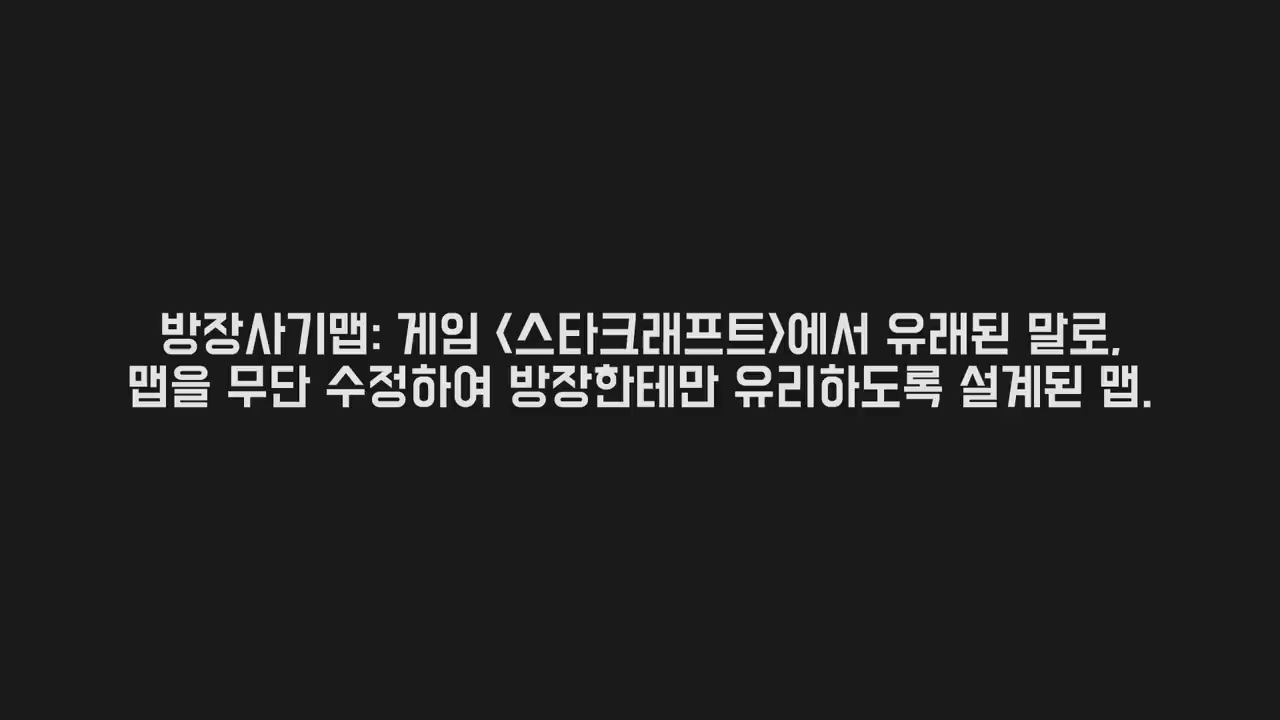 방장사기맵: 게임 <스타크래프트>에서 유래된 말로,
맵을 무단 수정하여 방장한테만 유리하도록 설계된 맵.